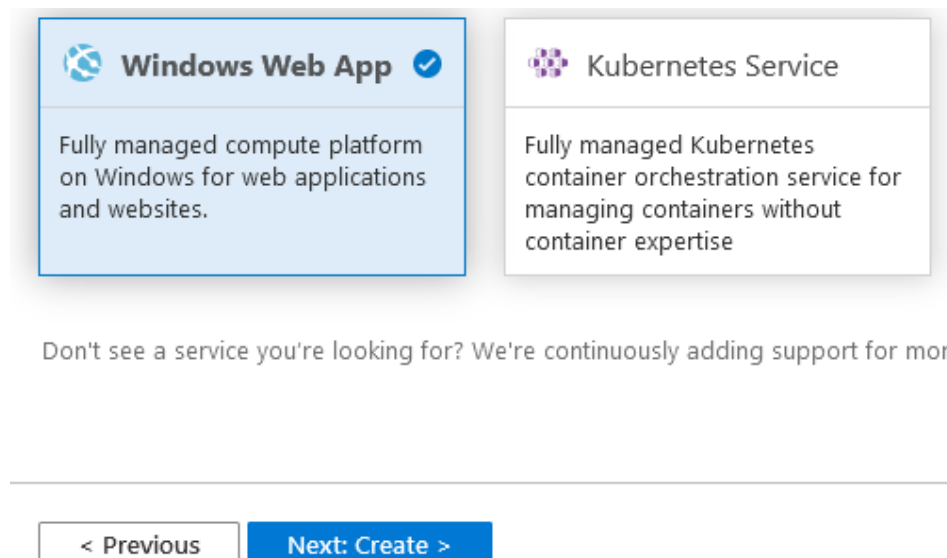 Windows Web App
Fully managed compute platform
on Windows for web applications
and websites.
Kubernetes Service
Fully managed Kubernetes
container orchestration service for
managing containers without
container expertise
Don't see a service you're looking for? We're continuously adding support for mor
< Previous
Next: Create >